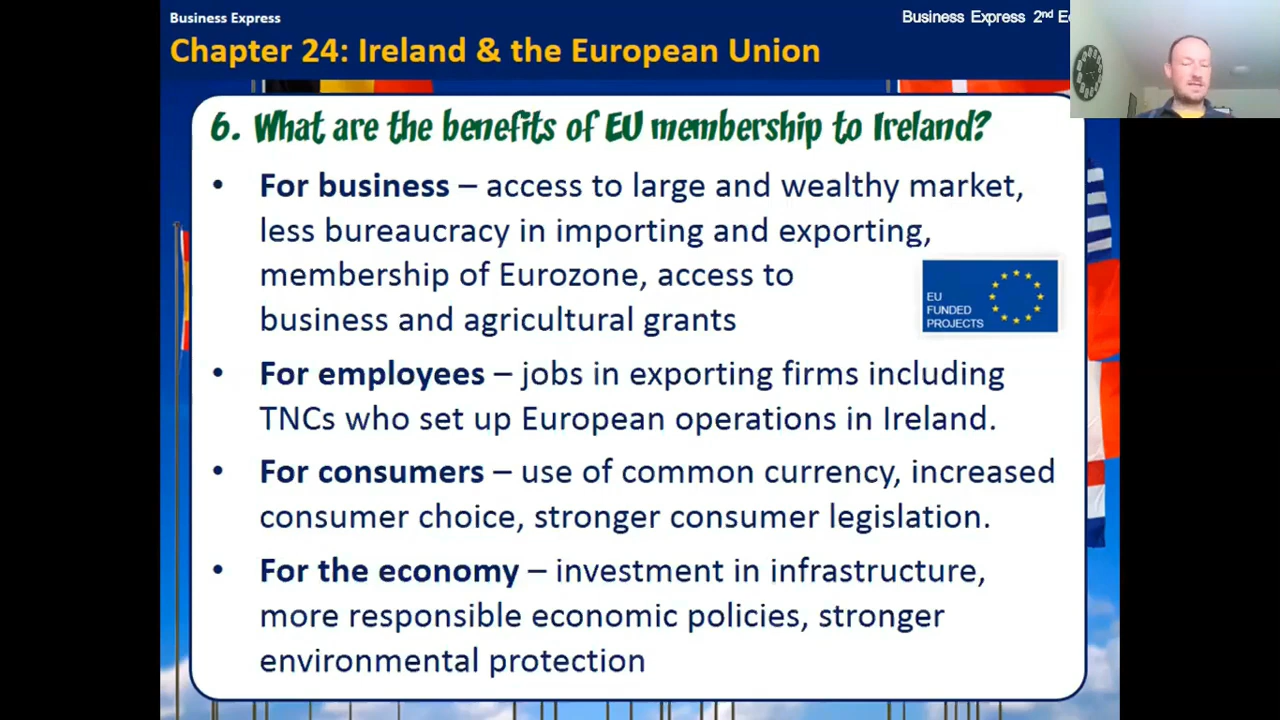 Business Express
Business Express 2nd
Chapter 24: Ireland & the European Union
6. What are the benefits of EU membership to Ireland?
• For business – access to large and wealthy market,
less bureaucracy in importing and exporting,
membership of Eurozone, access to
business and agricultural grants
EU
FUNDED
PROJECTS
• For employees – jobs in exporting firms including
TNCs who set up European operations in Ireland.
• For consumers – use of common currency, increased
consumer choice, stronger consumer legislation.
• For the economy – investment in infrastructure,
more responsible economic policies, stronger
environmental protection